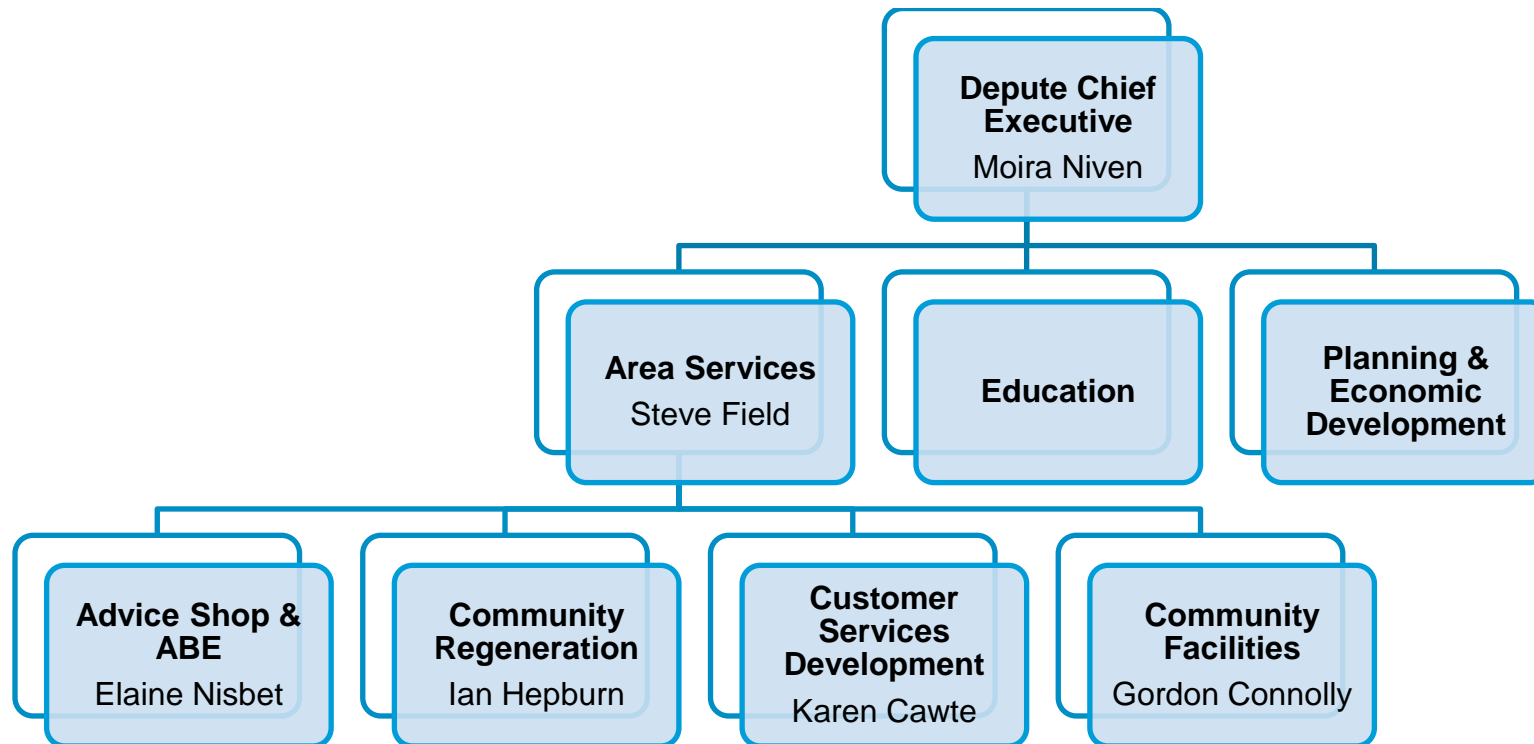 Depute Chief
Executive
Moira Niven
Area Services
Steve Field
Education
Planning &
Economic
Development
Advice Shop &
ABE
Elaine Nisbet
Community
Regeneration
Ian Hepburn
Customer
Services
Development
Karen Cawte
Community
Facilities
Gordon Connolly